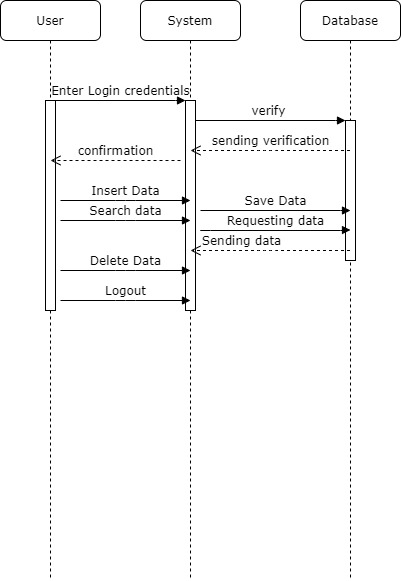 User
System
Database
Enter Login credentials
verify
sending verification
confirmation
Insert Data
Save Data
Search data
Requesting data
Sending data
Delete Data
Logout